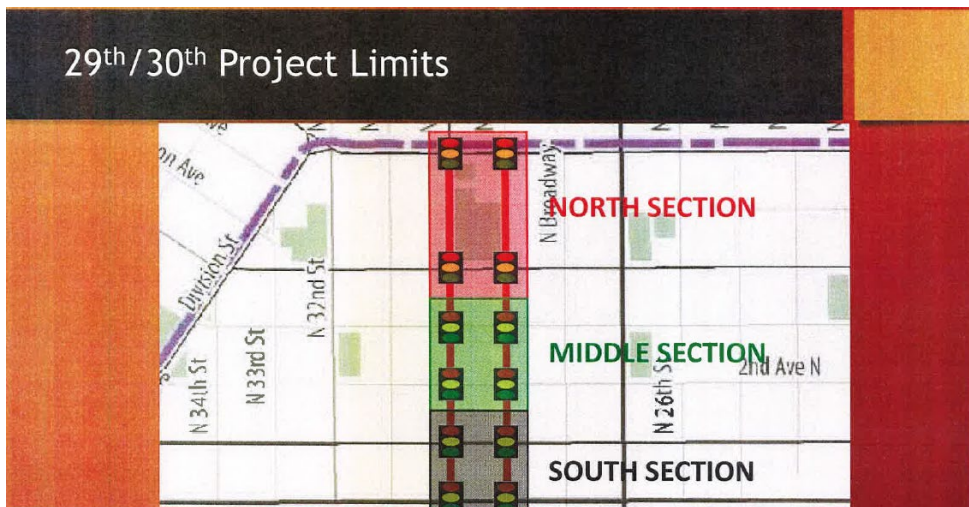 29th/30th Project Limits
on Ave
Division St
N 34th St
N 33rd St
N 32nd St
N Broadway
NORTH SECTION
MIDDLE SECTION
N 26th St
2nd Ave N
SOUTH SECTION